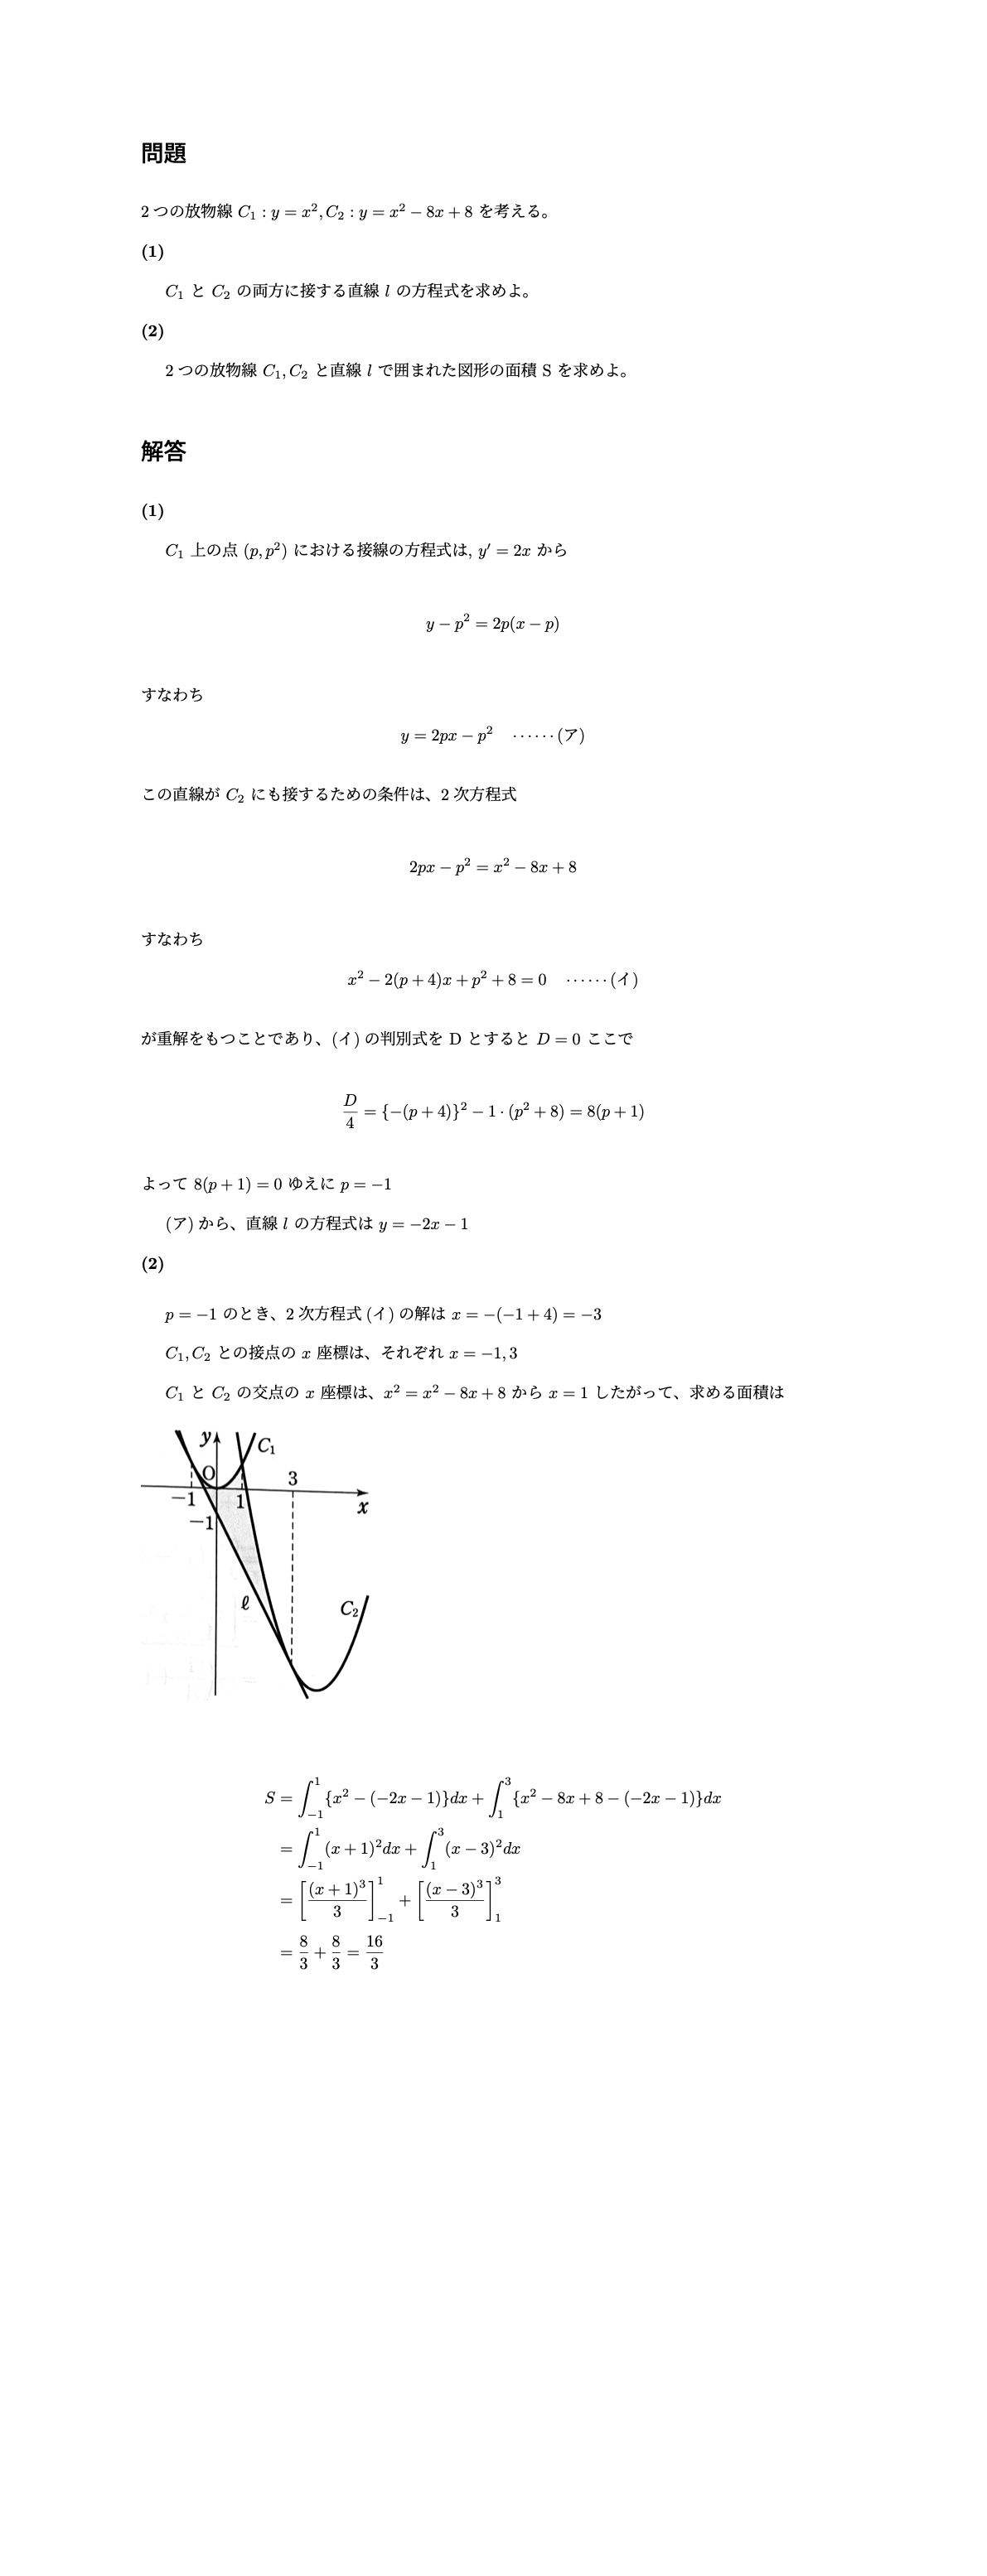 問題
2つの放物線 $C_1 : y = x^2, C_2 : y = x^2 - 8x + 8$ を考える。
(1)
$C_1$ と $C_2$ の両方に接する直線 $l$ の方程式を求めよ。
(2)
2つの放物線 $C_1, C_2$ と直線 $l$ で囲まれた図形の面積 S を求めよ。
解答
(1)
$C_1$ 上の点 $(p, p^2)$ における接線の方程式は, $y' = 2x$ から
$y - p^2 = 2p(x - p)$
すなわち
$y = 2px - p^2 \quad \cdots\cdots (ア)$
この直線が $C_2$ にも接するための条件は、2 次方程式
$2px - p^2 = x^2 - 8x + 8$
すなわち
$x^2 - 2(p + 4)x + p^2 + 8 = 0 \quad \cdots\cdots (イ)$
が重解をもつことであり、(イ) の判別式を D とすると $D = 0$ ここで
$\frac{D}{4} = \{-(p + 4)\}^2 - 1 \cdot (p^2 + 8) = 8(p + 1)$
よって $8(p + 1) = 0$ ゆえに $p = -1$
(ア) から、直線 $l$ の方程式は $y = -2x - 1$
(2)
$p = -1$ のとき、2 次方程式 (イ) の解は $x = -(-1 + 4) = -3$
$C_1, C_2$ との接点の $x$ 座標は、それぞれ $x = -1, 3$
$C_1$ と $C_2$ の交点の $x$ 座標は、$x^2 = x^2 - 8x + 8$ から $x = 1$ したがって、求める面積は
y
C₁
O
3
−1
1
x
−1
ℓ
C₂
$S = \int_{-1}^{1} \{x^2 - (-2x - 1)\}dx + \int_{1}^{3} \{x^2 - 8x + 8 - (-2x - 1)\}dx$
$= \int_{-1}^{1} (x + 1)^2 dx + \int_{1}^{3} (x - 3)^2 dx$
$= \left[\frac{(x + 1)^3}{3}\right]_{-1}^{1} + \left[\frac{(x - 3)^3}{3}\right]_{1}^{3}$
$= \frac{8}{3} + \frac{8}{3} = \frac{16}{3}$